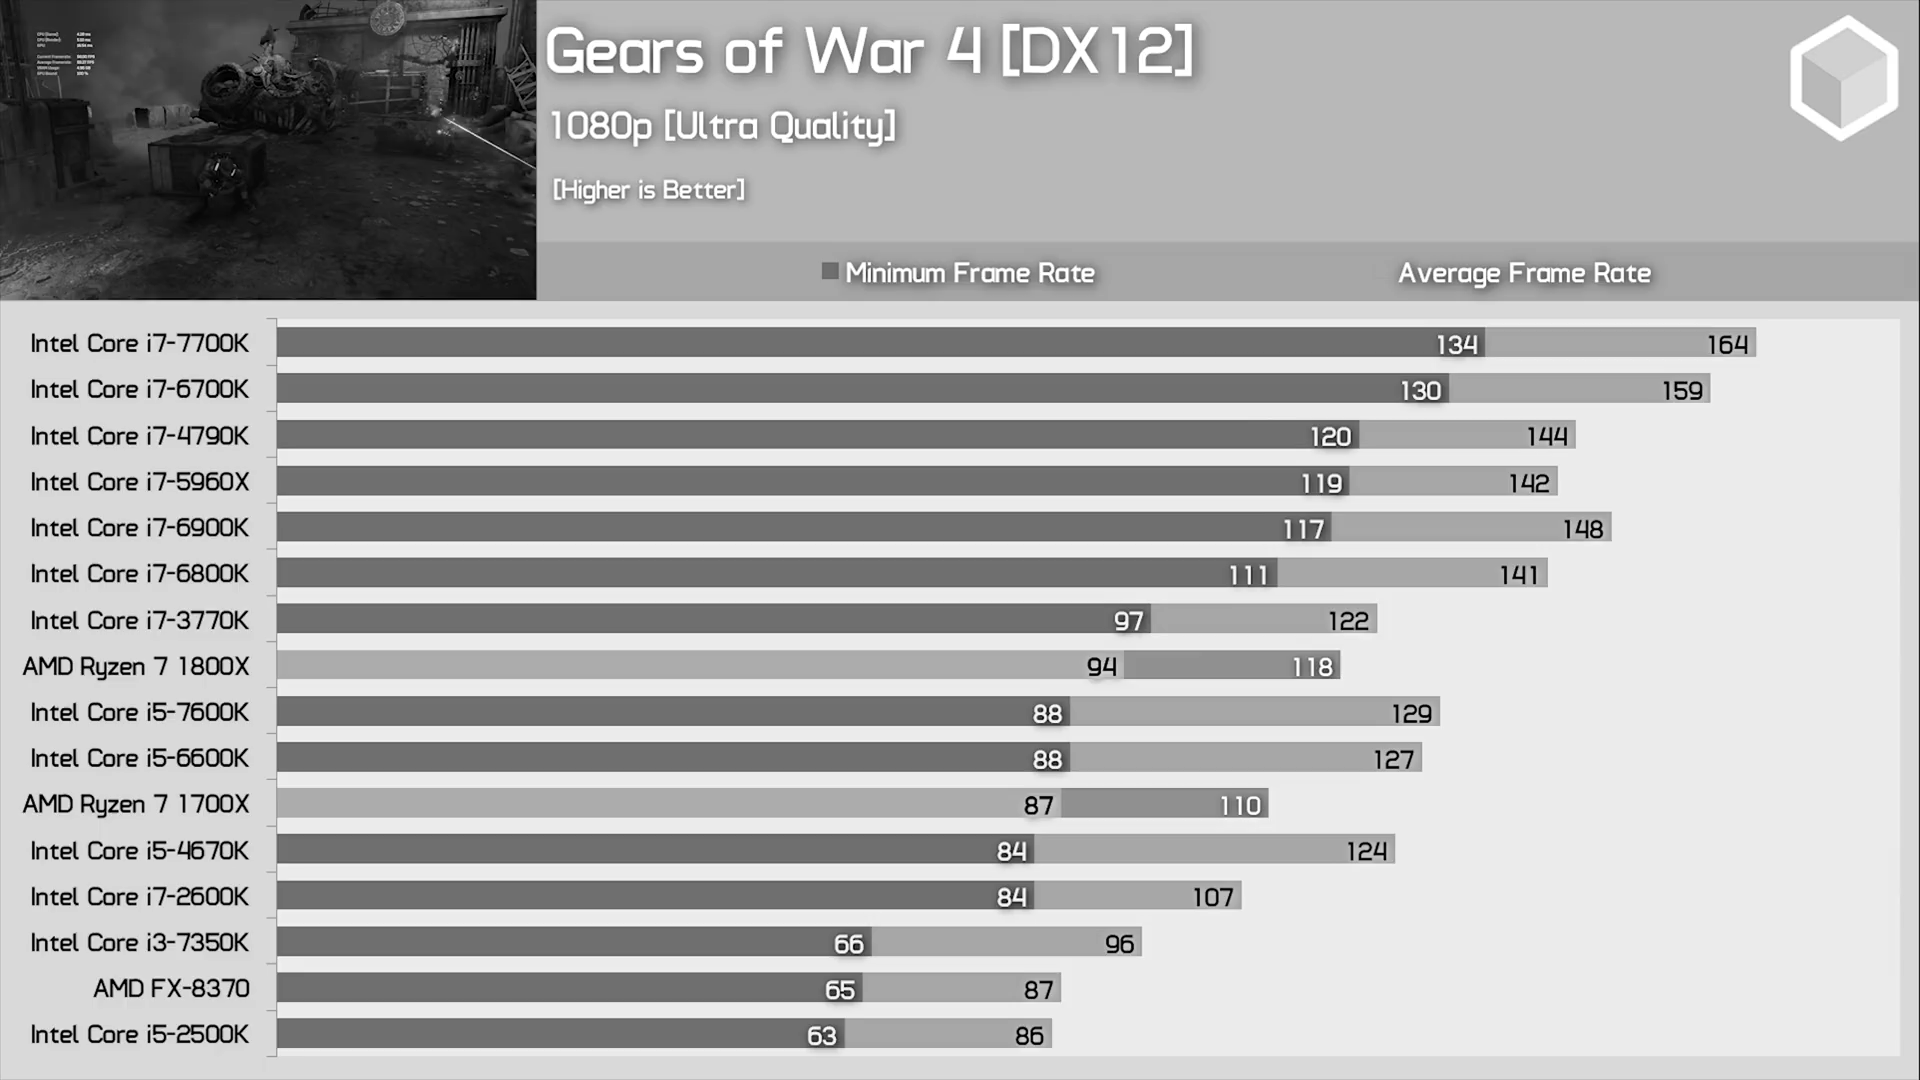 Gears of War 4 [DX12]
1080p [Ultra Quality]
[Higher is Better]
Minimum Frame Rate Average Frame Rate
Intel Core i7-7700K 134 164
Intel Core i7-6700K 130 159
Intel Core i7-4790K 120 144
Intel Core i7-5960X 119 142
Intel Core i7-6900K 117 148
Intel Core i7-6800K 111 141
Intel Core i7-3770K 97 122
AMD Ryzen 7 1800X 94 118
Intel Core i5-7600K 88 129
Intel Core i5-6600K 88 127
AMD Ryzen 7 1700X 87 110
Intel Core i5-4670K 84 124
Intel Core i7-2600K 84 107
Intel Core i3-7350K 66 96
AMD FX-8370 65 87
Intel Core i5-2500K 63 86